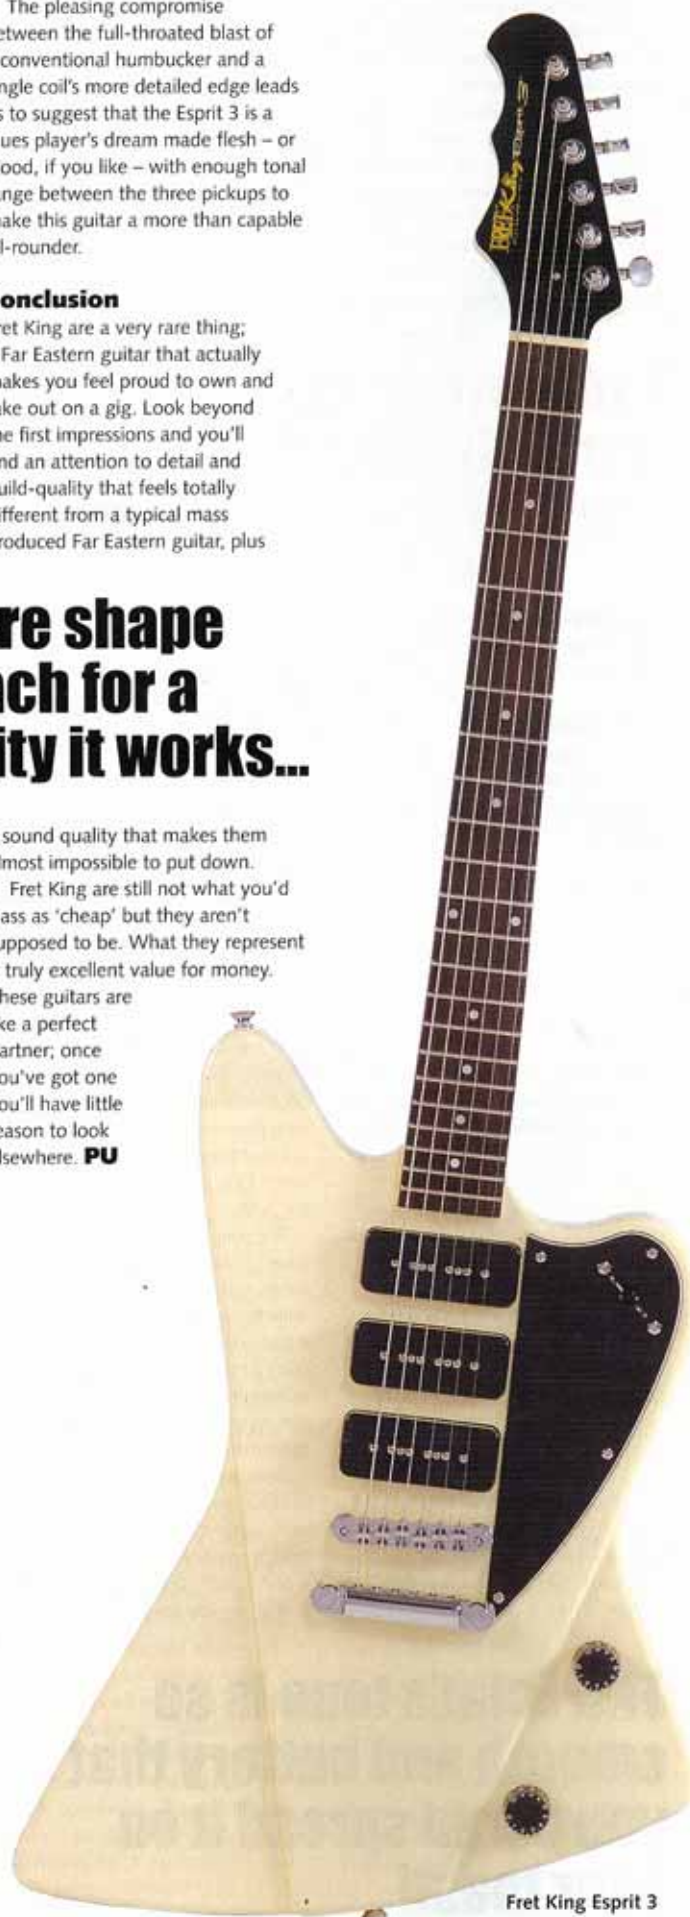 The pleasing compromise
etween the full-throated blast of
conventional humbucker and a
ngle coil's more detailed edge leads
s to suggest that the Esprit 3 is a
ues player's dream made flesh – or
ood, if you like – with enough tonal
nge between the three pickups to
ake this guitar a more than capable
l-rounder.
onclusion
ret King are a very rare thing;
Far Eastern guitar that actually
akes you feel proud to own and
ke out on a gig. Look beyond
e first impressions and you'll
nd an attention to detail and
uild-quality that feels totally
ifferent from a typical mass
roduced Far Eastern guitar, plus
re shape
ach for a
ity it works...
sound quality that makes them
lmost impossible to put down.
Fret King are still not what you'd
ass as 'cheap' but they aren't
upposed to be. What they represent
truly excellent value for money.
hese guitars are
ke a perfect
artner; once
ou've got one
ou'll have little
eason to look
lsewhere. PU
FRET-King Esprit 3
Fret King Esprit 3